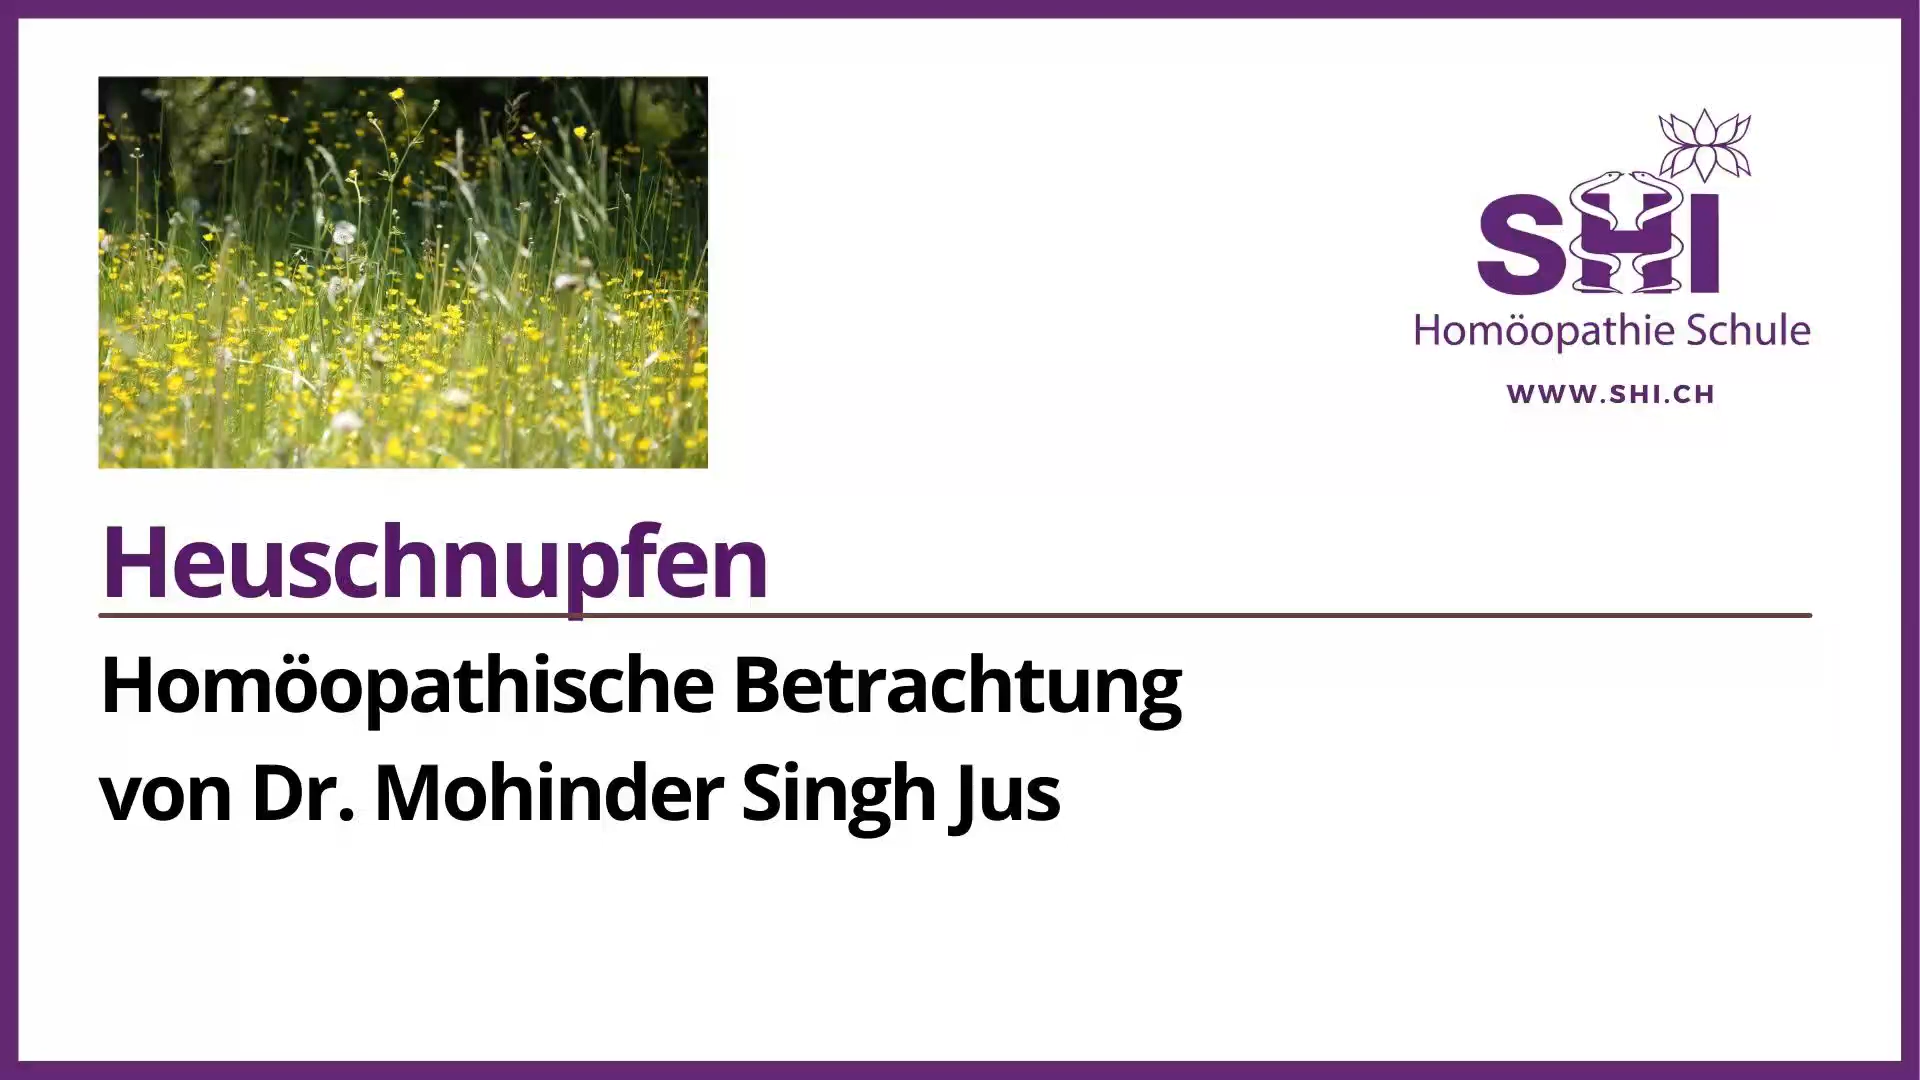 SHI
Homöopathie Schule
WWW.SHI.CH
Heuschnupfen
Homöopathische Betrachtung
von Dr. Mohinder Singh Jus